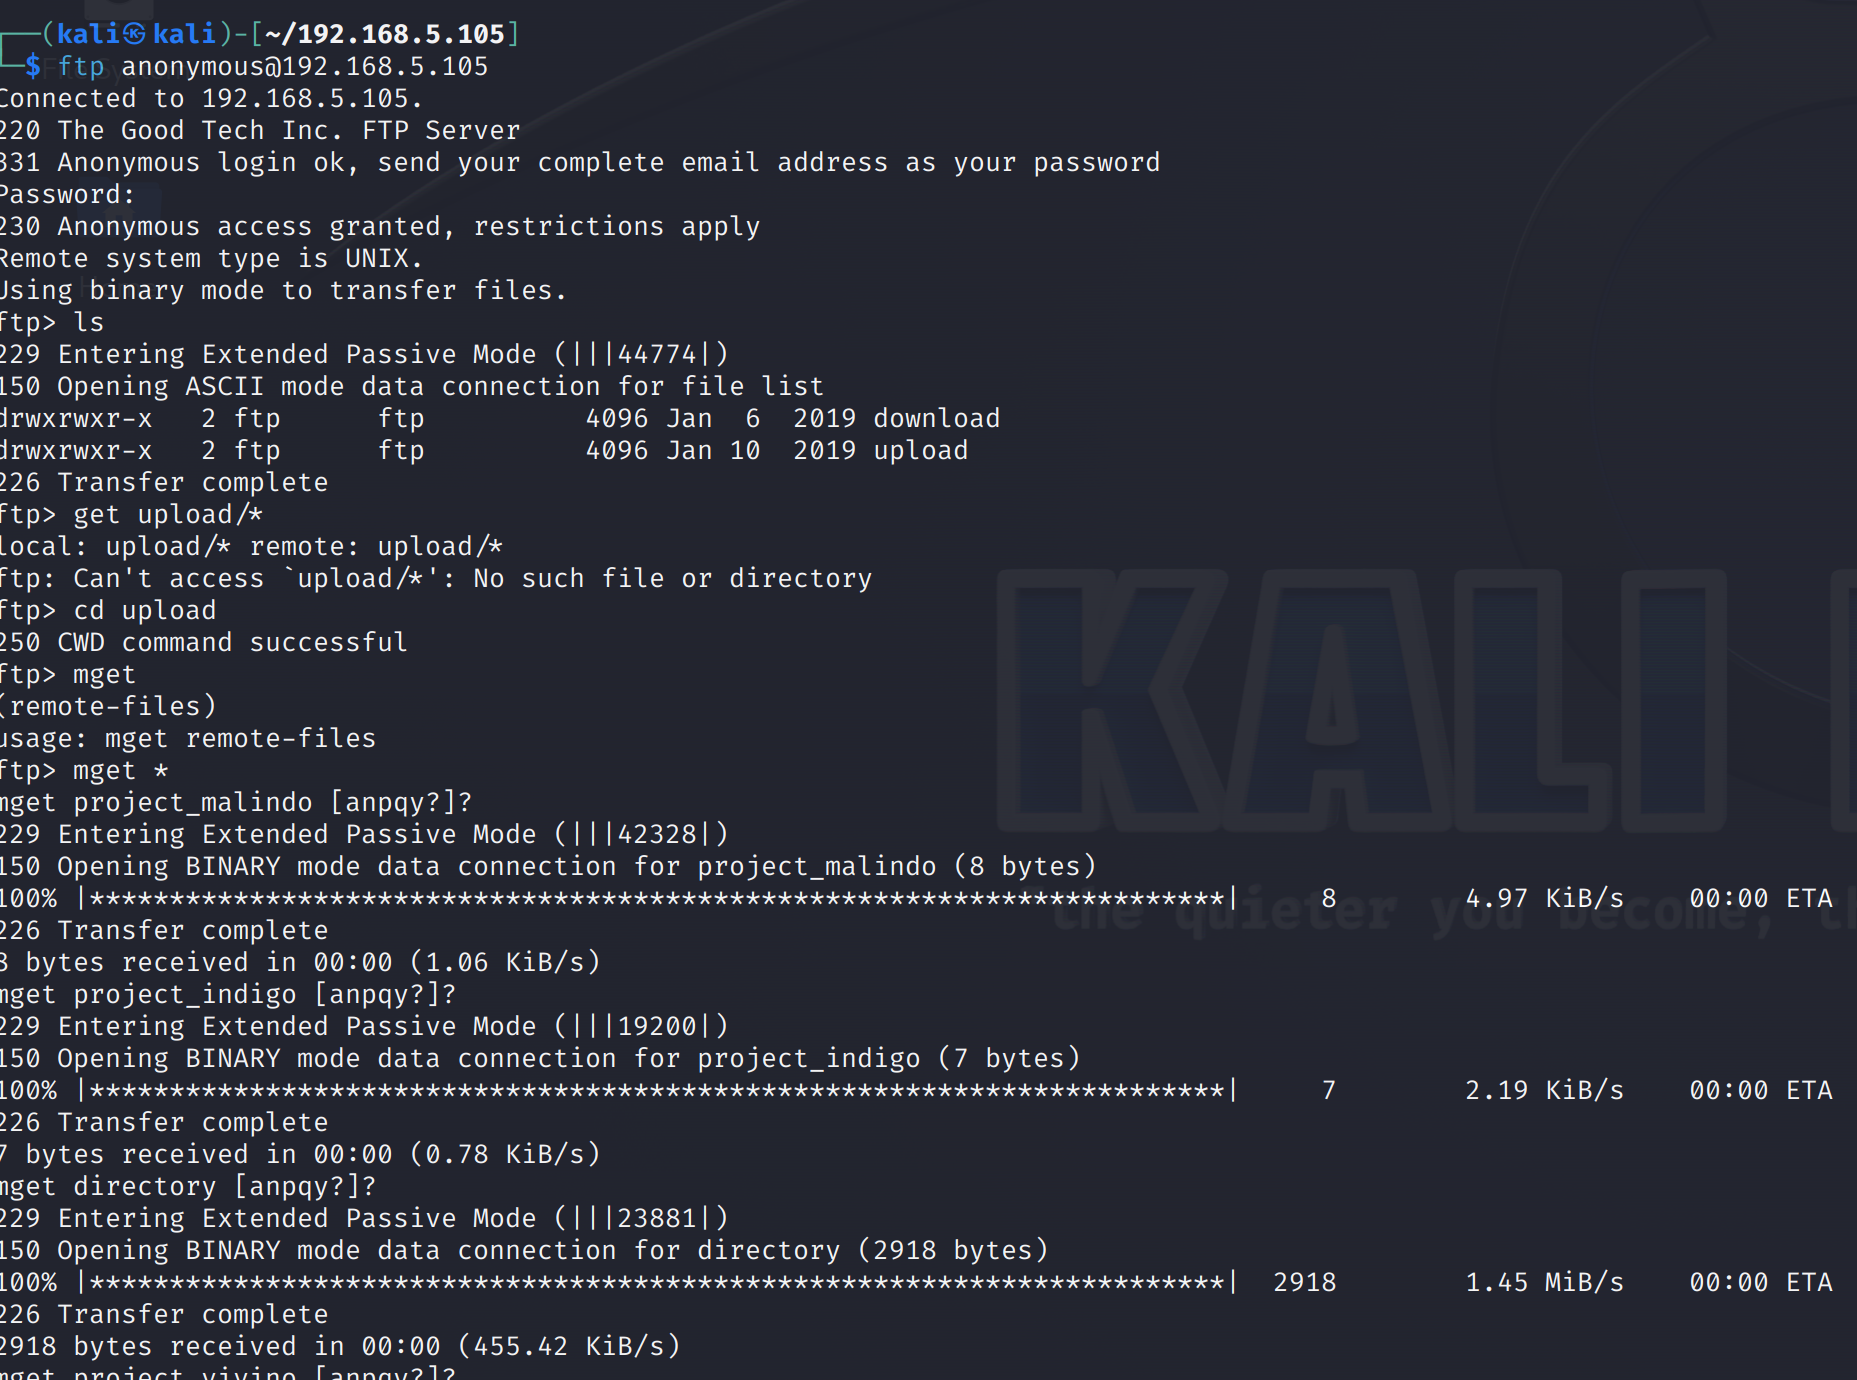 (kali㉿kali)-[~/192.168.5.105]
$ ftp anonymous@192.168.5.105
Connected to 192.168.5.105.
220 The Good Tech Inc. FTP Server
331 Anonymous login ok, send your complete email address as your password
Password:
230 Anonymous access granted, restrictions apply
Remote system type is UNIX.
Using binary mode to transfer files.
ftp> ls
229 Entering Extended Passive Mode (|||44774|)
150 Opening ASCII mode data connection for file list
drwxrwxr-x   2 ftp      ftp          4096 Jan  6  2019 download
drwxrwxr-x   2 ftp      ftp          4096 Jan 10  2019 upload
226 Transfer complete
ftp> get upload/*
local: upload/* remote: upload/*
ftp: Can't access `upload/*': No such file or directory
ftp> cd upload
250 CWD command successful
ftp> mget
(remote-files)
usage: mget remote-files
ftp> mget *
mget project_malindo [anpqy?]?
229 Entering Extended Passive Mode (|||42328|)
150 Opening BINARY mode data connection for project_malindo (8 bytes)
100% |***********************************************************************|     8        4.97 KiB/s    00:00 ETA
226 Transfer complete
8 bytes received in 00:00 (1.06 KiB/s)
mget project_indigo [anpqy?]?
229 Entering Extended Passive Mode (|||19200|)
150 Opening BINARY mode data connection for project_indigo (7 bytes)
100% |***********************************************************************|     7        2.19 KiB/s    00:00 ETA
226 Transfer complete
7 bytes received in 00:00 (0.78 KiB/s)
mget directory [anpqy?]?
229 Entering Extended Passive Mode (|||23881|)
150 Opening BINARY mode data connection for directory (2918 bytes)
100% |***********************************************************************|  2918        1.45 MiB/s    00:00 ETA
226 Transfer complete
2918 bytes received in 00:00 (455.42 KiB/s)
mget project_vivino [anpqy?]?
KALI
the quieter you become,